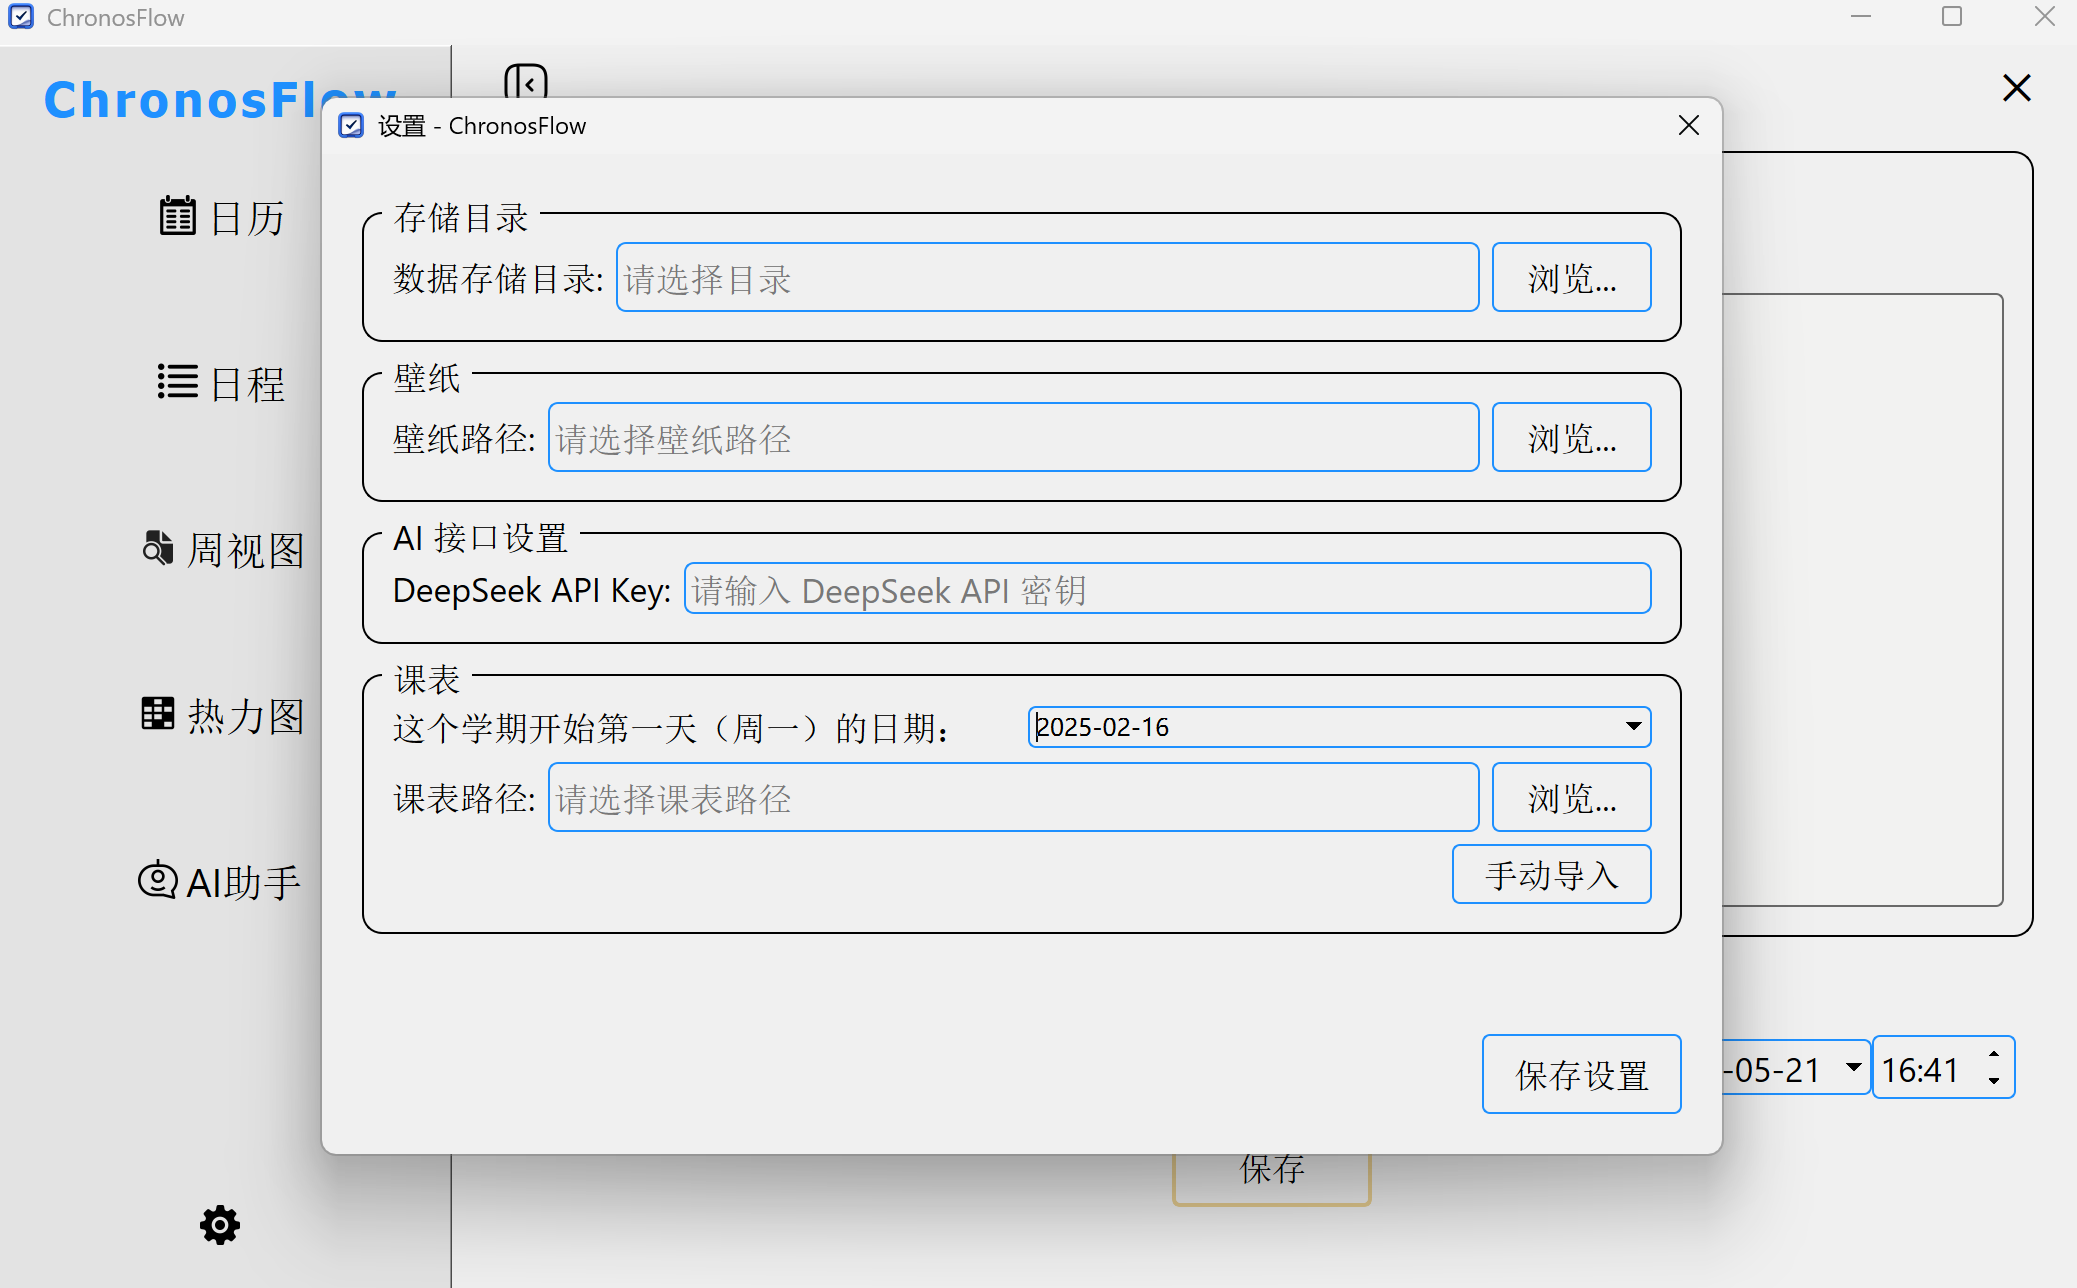 ChronosFlow
ChronosFlow
日历
日程
周视图
热力图
AI助手
设置 - ChronosFlow
存储目录
数据存储目录: 请选择目录 浏览...
壁纸
壁纸路径: 请选择壁纸路径 浏览...
AI 接口设置
DeepSeek API Key: 请输入 DeepSeek API 密钥
课表
这个学期开始第一天（周一）的日期： 2025-02-16
课表路径: 请选择课表路径 浏览...
手动导入
保存设置
-05-21 16:41
保存